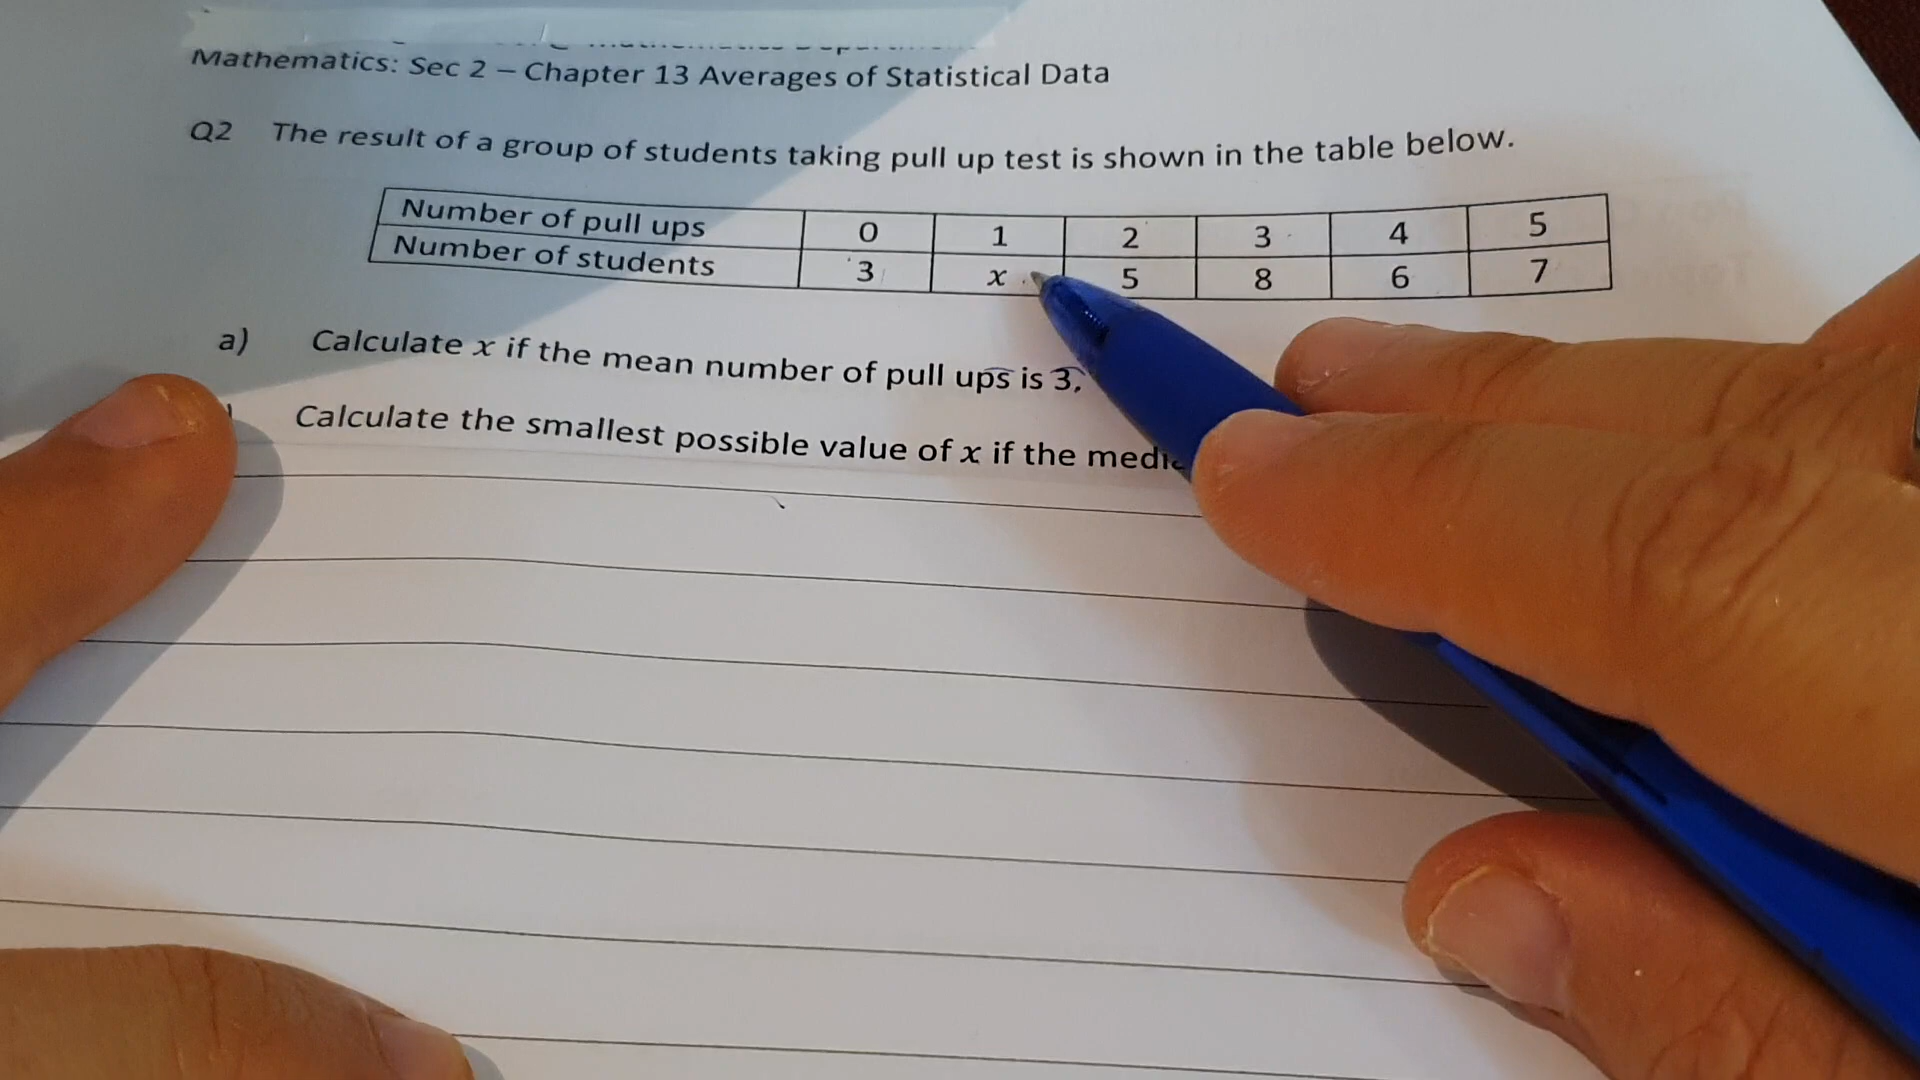 Mathematics: Sec 2 – Chapter 13 Averages of Statistical Data
Q2 The result of a group of students taking pull up test is shown in the table below.
Number of pull ups 0 1 2 3 4 5
Number of students 3 x 5 8 6 7
a) Calculate x if the mean number of pull ups is 3,
Calculate the smallest possible value of x if the